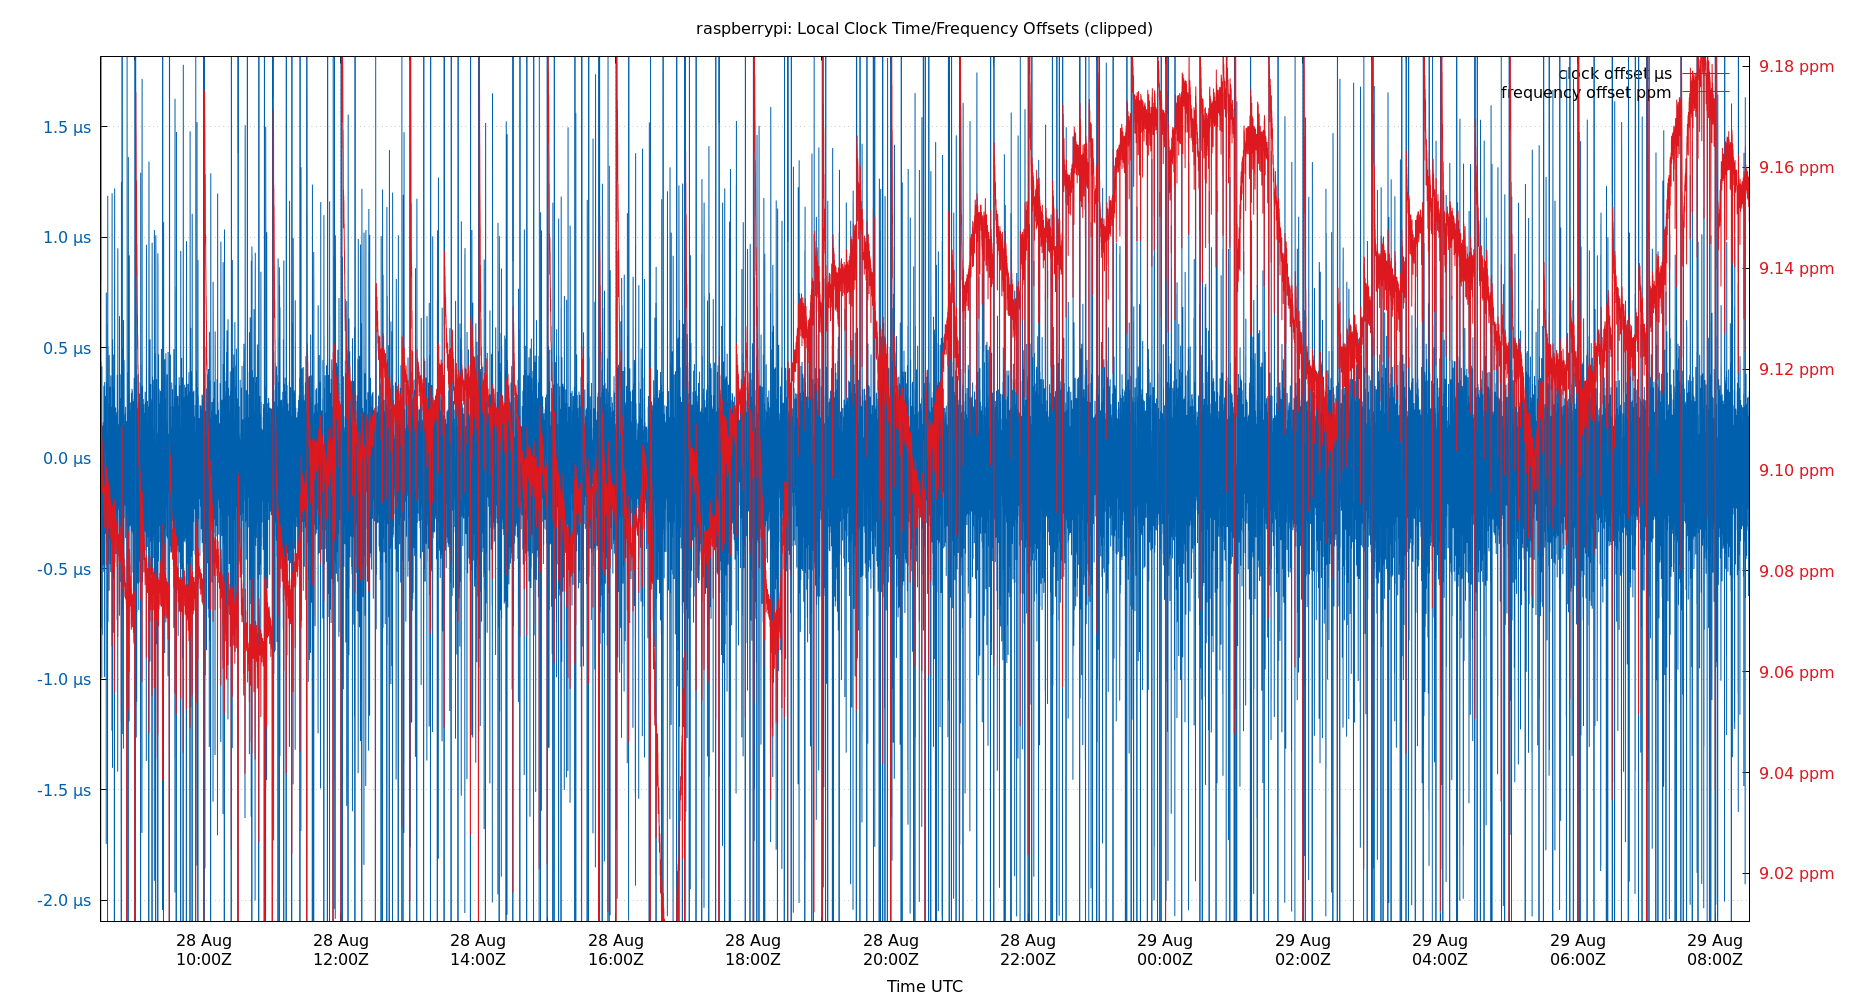 raspberrypi: Local Clock Time/Frequency Offsets (clipped)
clock offset µs
frequency offset ppm
1.5 µs
1.0 µs
0.5 µs
0.0 µs
-0.5 µs
-1.0 µs
-1.5 µs
-2.0 µs
9.18 ppm
9.16 ppm
9.14 ppm
9.12 ppm
9.10 ppm
9.08 ppm
9.06 ppm
9.04 ppm
9.02 ppm
28 Aug 28 Aug 28 Aug 28 Aug 28 Aug 28 Aug 28 Aug 29 Aug 29 Aug 29 Aug 29 Aug 29 Aug
10:00Z 12:00Z 14:00Z 16:00Z 18:00Z 20:00Z 22:00Z 00:00Z 02:00Z 04:00Z 06:00Z 08:00Z
Time UTC